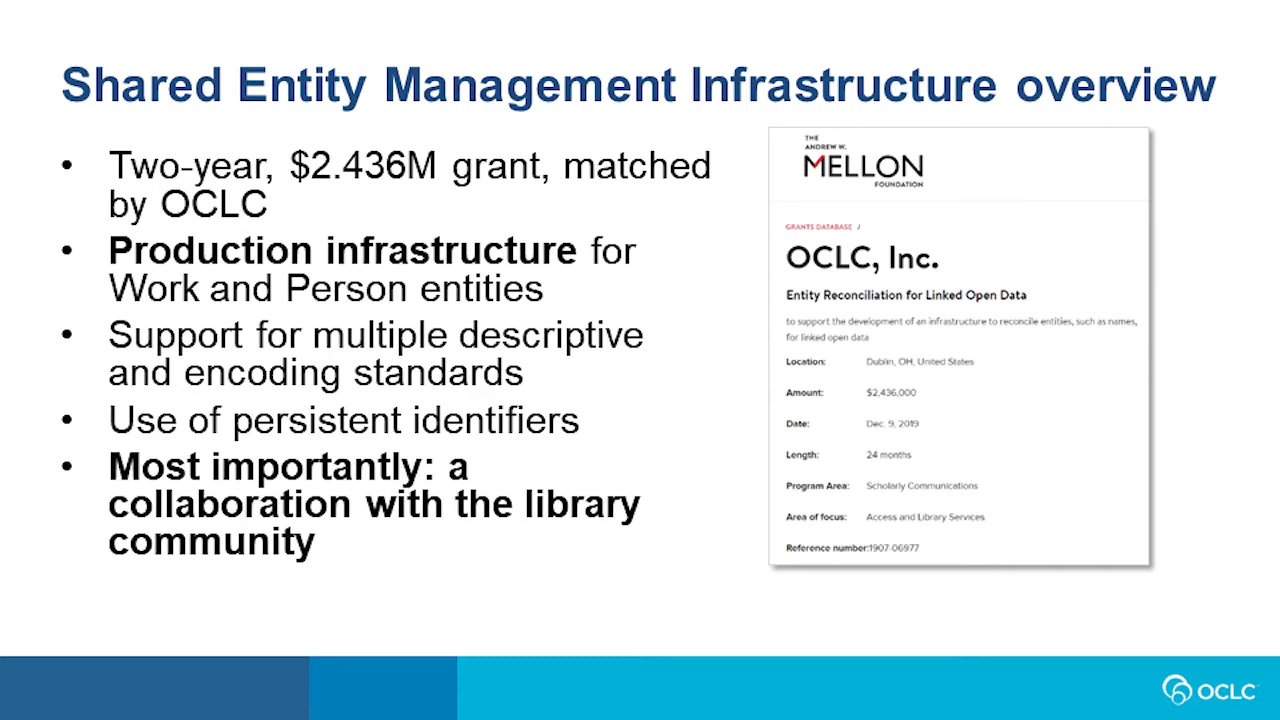 Shared Entity Management Infrastructure overview
• Two-year, $2.436M grant, matched
by OCLC
• Production infrastructure for
Work and Person entities
• Support for multiple descriptive
and encoding standards
• Use of persistent identifiers
• Most importantly: a
collaboration with the library
community
THE
ANDREW W.
MELLON
FOUNDATION
GRANTS DATABASE /
OCLC, Inc.
Entity Reconciliation for Linked Open Data
to support the development of an infrastructure to reconcile entities, such as names,
for linked open data
Location: Dublin, OH, United States
Amount: $2,436,000
Date: Dec. 9, 2019
Length: 24 months
Program Area: Scholarly Communications
Area of focus: Access and Library Services
Reference number:1907-06977
OCLC